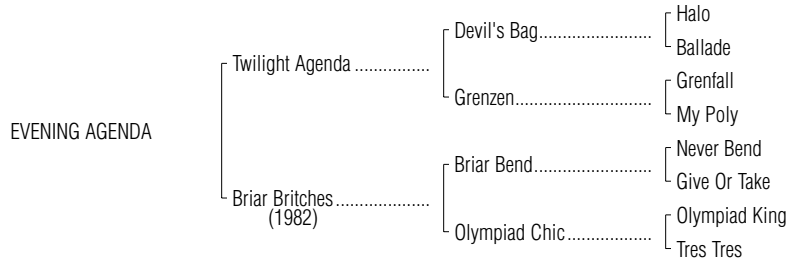 Halo
Devil's Bag
Ballade
Twilight Agenda
Grenfall
Grenzen
My Poly
EVENING AGENDA
Never Bend
Briar Bend
Give Or Take
Briar Britches
(1982)
Olympiad King
Olympiad Chic
Tres Tres